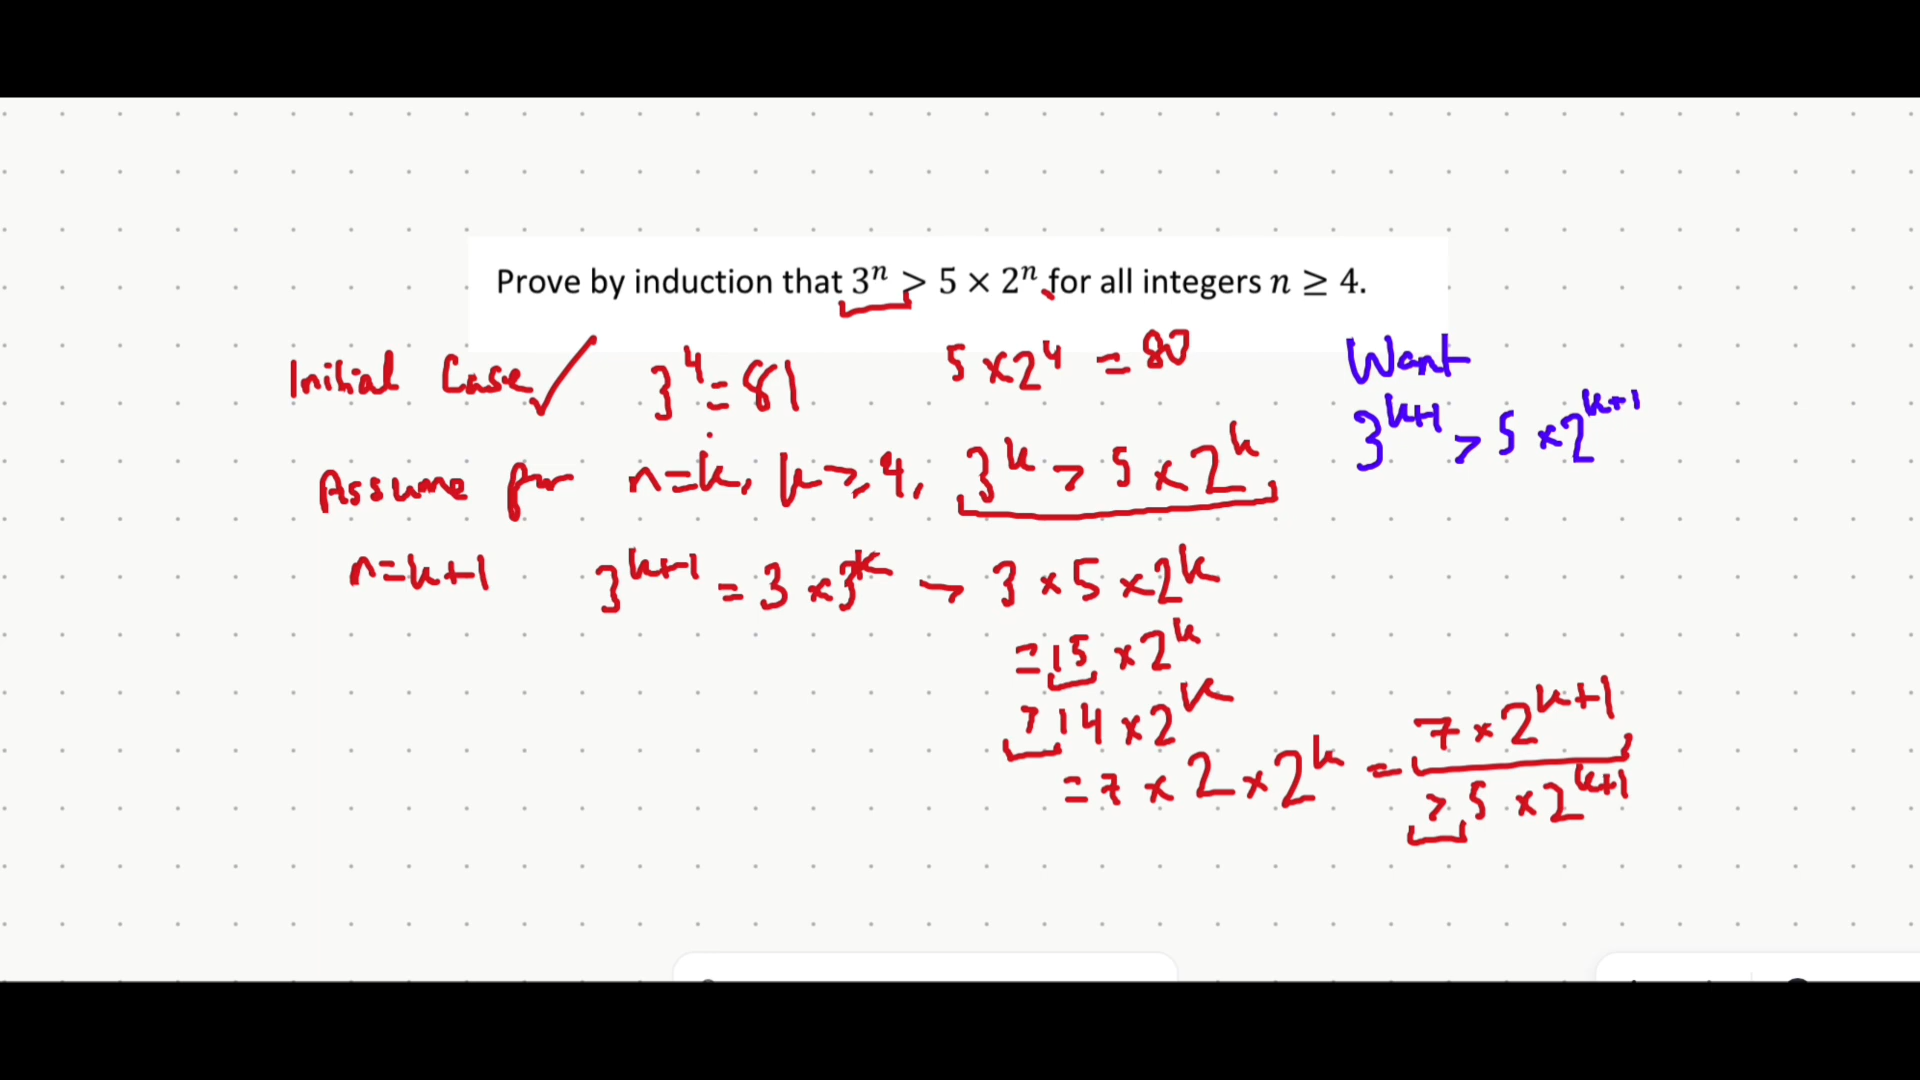 Prove by induction that 3ⁿ > 5 × 2ⁿ for all integers n ≥ 4.
Initial Case ✓ 3⁴ = 81 5 × 2⁴ = 80
Want
3ᵏ⁺¹ > 5 × 2ᵏ⁺¹
Assume for n = k, k ≥ 4, 3ᵏ > 5 × 2ᵏ
n = k+1 3ᵏ⁺¹ = 3 × 3ᵏ > 3 × 5 × 2ᵏ
= 15 × 2ᵏ
> 14 × 2ᵏ
= 7 × 2 × 2ᵏ = 7 × 2ᵏ⁺¹
> 5 × 2ᵏ⁺¹